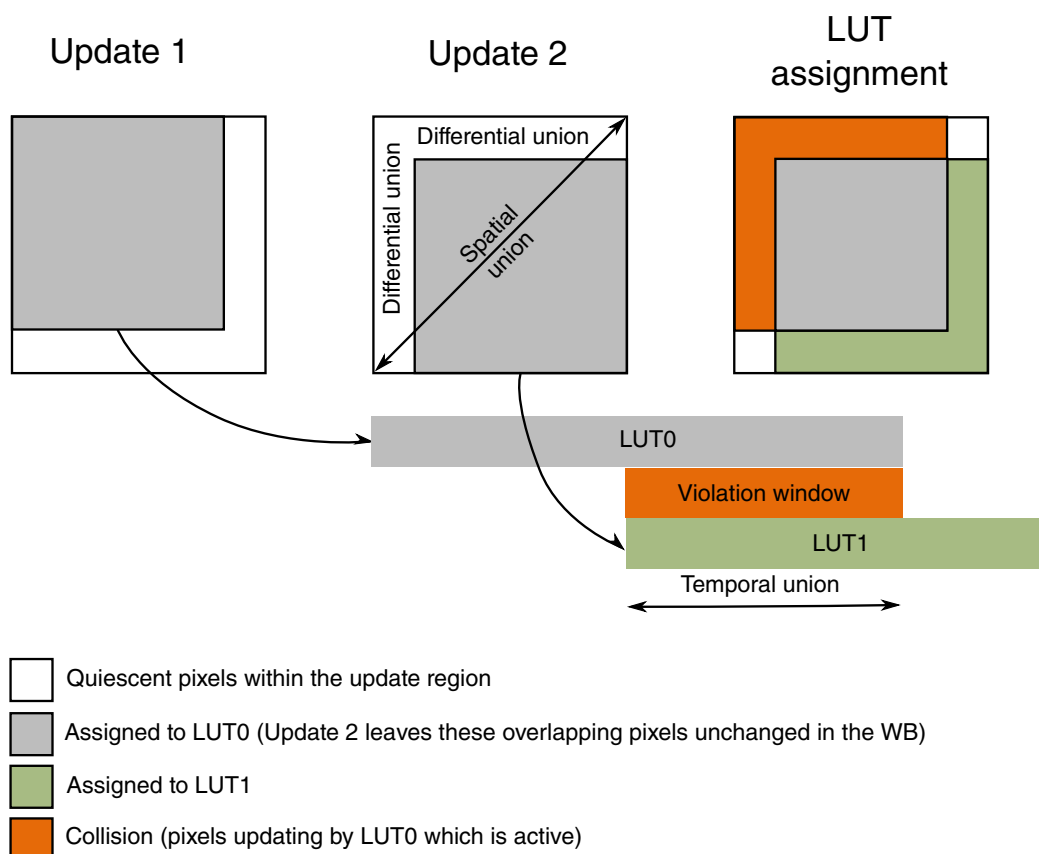 Update 1
Update 2
LUT
assignment
Differential union
Differential union
Spatial
union
LUT0
Violation window
LUT1
Temporal union
Quiescent pixels within the update region
Assigned to LUT0 (Update 2 leaves these overlapping pixels unchanged in the WB)
Assigned to LUT1
Collision (pixels updating by LUT0 which is active)